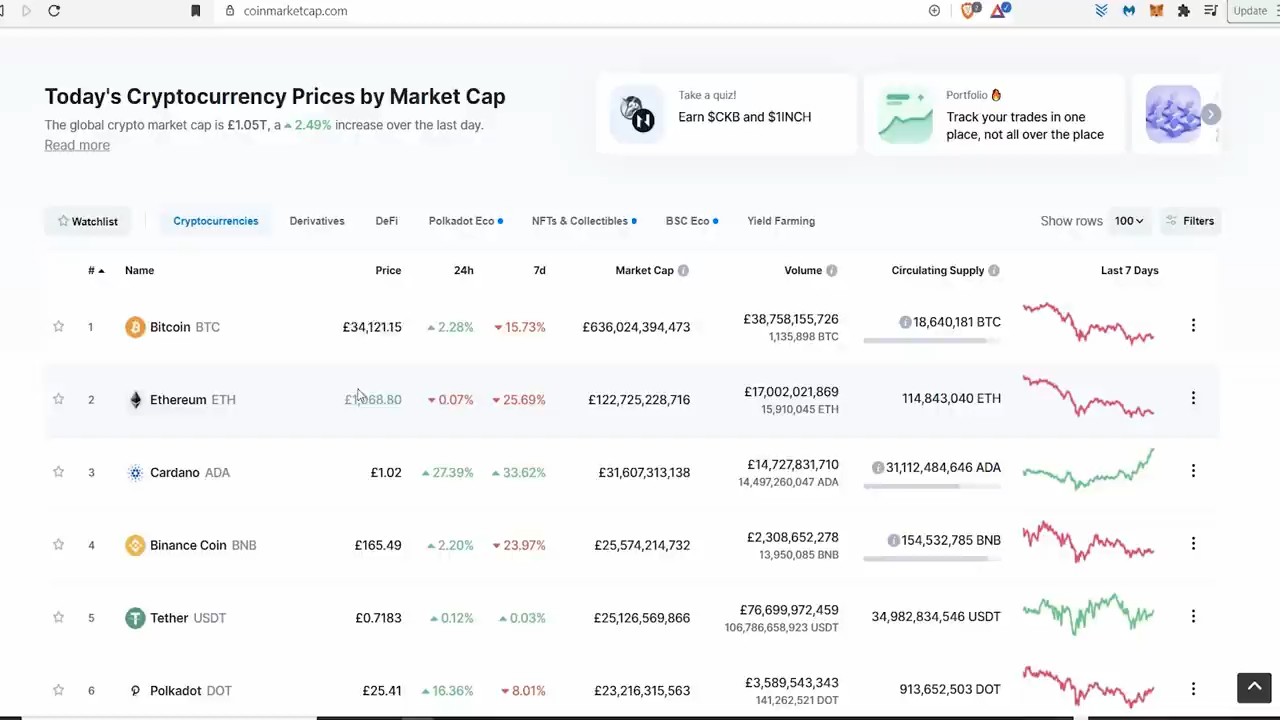 coinmarketcap.com
2
Update
Today's Cryptocurrency Prices by Market Cap
The global crypto market cap is £1.05T, a 2.49% increase over the last day.
Read more
Take a quiz!
Earn $CKB and $1INCH
Portfolio 🔥
Track your trades in one
place, not all over the place
Watchlist
Cryptocurrencies
Derivatives
DeFi
Polkadot Eco
NFTs & Collectibles
BSC Eco
Yield Farming
Show rows
100
Filters
# Name Price 24h 7d Market Cap Volume Circulating Supply Last 7 Days
1 Bitcoin BTC £34,121.15 2.28% 15.73% £636,024,394,473 £38,758,155,726 18,640,181 BTC
1,135,898 BTC
2 Ethereum ETH £1,068.80 0.07% 25.69% £122,725,228,716 £17,002,021,869 114,843,040 ETH
15,910,045 ETH
3 Cardano ADA £1.02 27.39% 33.62% £31,607,313,138 £14,727,831,710 31,112,484,646 ADA
14,497,260,047 ADA
4 Binance Coin BNB £165.49 2.20% 23.97% £25,574,214,732 £2,308,652,278 154,532,785 BNB
13,950,085 BNB
5 Tether USDT £0.7183 0.12% 0.03% £25,126,569,866 £76,699,972,459 34,982,834,546 USDT
106,786,658,923 USDT
6 Polkadot DOT £25.41 16.36% 8.01% £23,216,315,563 £3,589,543,343 913,652,503 DOT
141,262,521 DOT